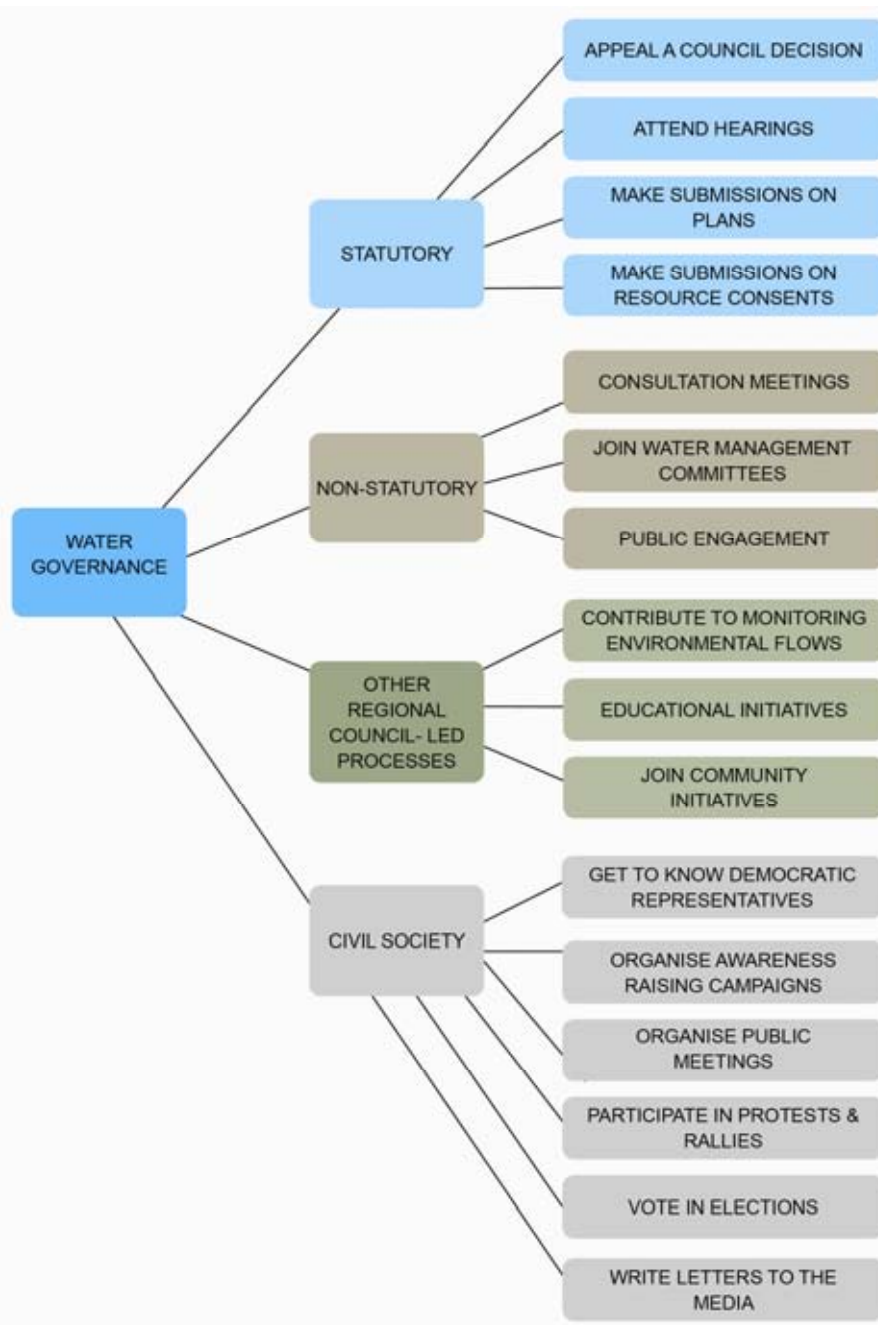 APPEAL A COUNCIL DECISION
ATTEND HEARINGS
MAKE SUBMISSIONS ON
PLANS
STATUTORY
MAKE SUBMISSIONS ON
RESOURCE CONSENTS
CONSULTATION MEETINGS
JOIN WATER MANAGEMENT
COMMITTEES
NON-STATUTORY
PUBLIC ENGAGEMENT
WATER
GOVERNANCE
CONTRIBUTE TO MONITORING
ENVIRONMENTAL FLOWS
OTHER
REGIONAL
COUNCIL- LED
PROCESSES
EDUCATIONAL INITIATIVES
JOIN COMMUNITY
INITIATIVES
GET TO KNOW DEMOCRATIC
REPRESENTATIVES
CIVIL SOCIETY
ORGANISE AWARENESS
RAISING CAMPAIGNS
ORGANISE PUBLIC
MEETINGS
PARTICIPATE IN PROTESTS &
RALLIES
VOTE IN ELECTIONS
WRITE LETTERS TO THE
MEDIA